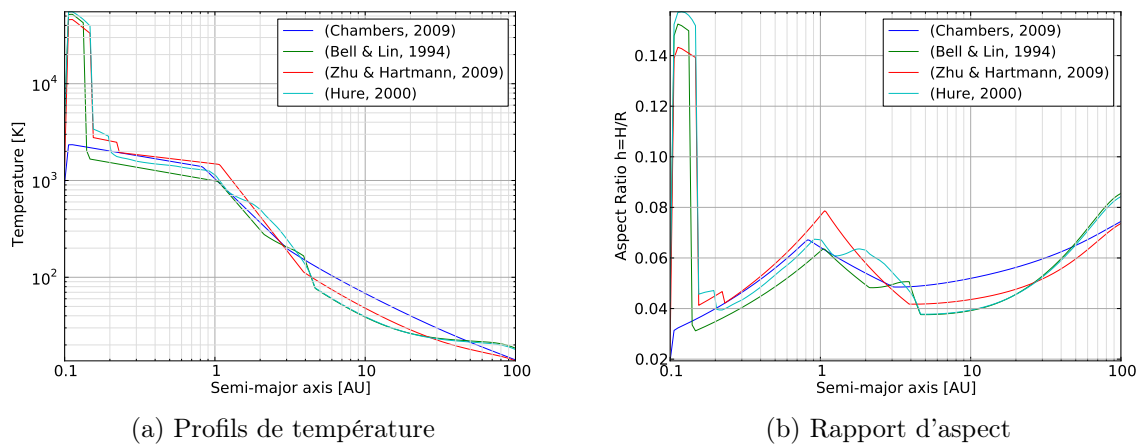 (Chambers, 2009)
(Bell & Lin, 1994)
(Zhu & Hartmann, 2009)
(Hure, 2000)
Temperature [K]
10^4
10^3
10^2
0.1 1 10 100
Semi-major axis [AU]
(a) Profils de température
(Chambers, 2009)
(Bell & Lin, 1994)
(Zhu & Hartmann, 2009)
(Hure, 2000)
Aspect Ratio h=H/R
0.14
0.12
0.10
0.08
0.06
0.04
0.02
0.1 1 10 100
Semi-major axis [AU]
(b) Rapport d'aspect